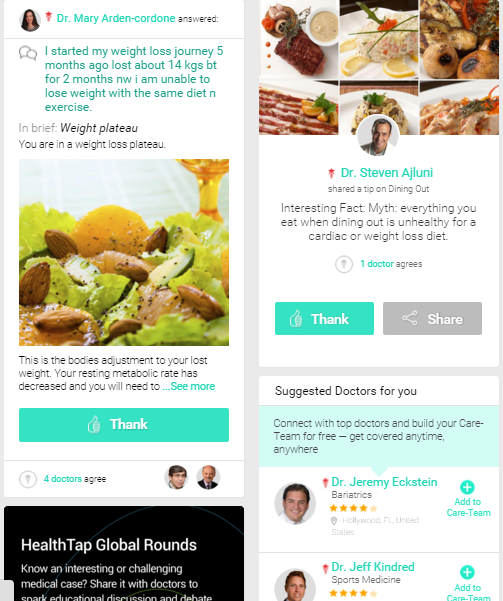 Dr. Mary Arden-cordone answered:
I started my weight loss journey 5
months ago lost about 14 kgs bt
for 2 months nw i am unable to
lose weight with the same diet n
exercise.
In brief: Weight plateau
You are in a weight loss plateau.
This is the bodies adjustment to your lost
weight. Your resting metabolic rate has
decreased and you will need to ...See more
Thank
4 doctors agree
HealthTap Global Rounds
Know an interesting or challenging
medical case? Share it with doctors to
spark educational discussion and debate
Dr. Steven Ajluni
shared a tip on Dining Out
Interesting Fact: Myth: everything you
eat when dining out is unhealthy for a
cardiac or weight loss diet.
1 doctor agrees
Thank
Share
Suggested Doctors for you
Connect with top doctors and build your Care-
Team for free — get covered anytime,
anywhere
Dr. Jeremy Eckstein
Bariatrics
Hollywood, FL, United
States
Add to
Care-Team
Dr. Jeff Kindred
Sports Medicine
Add to
Care-Team